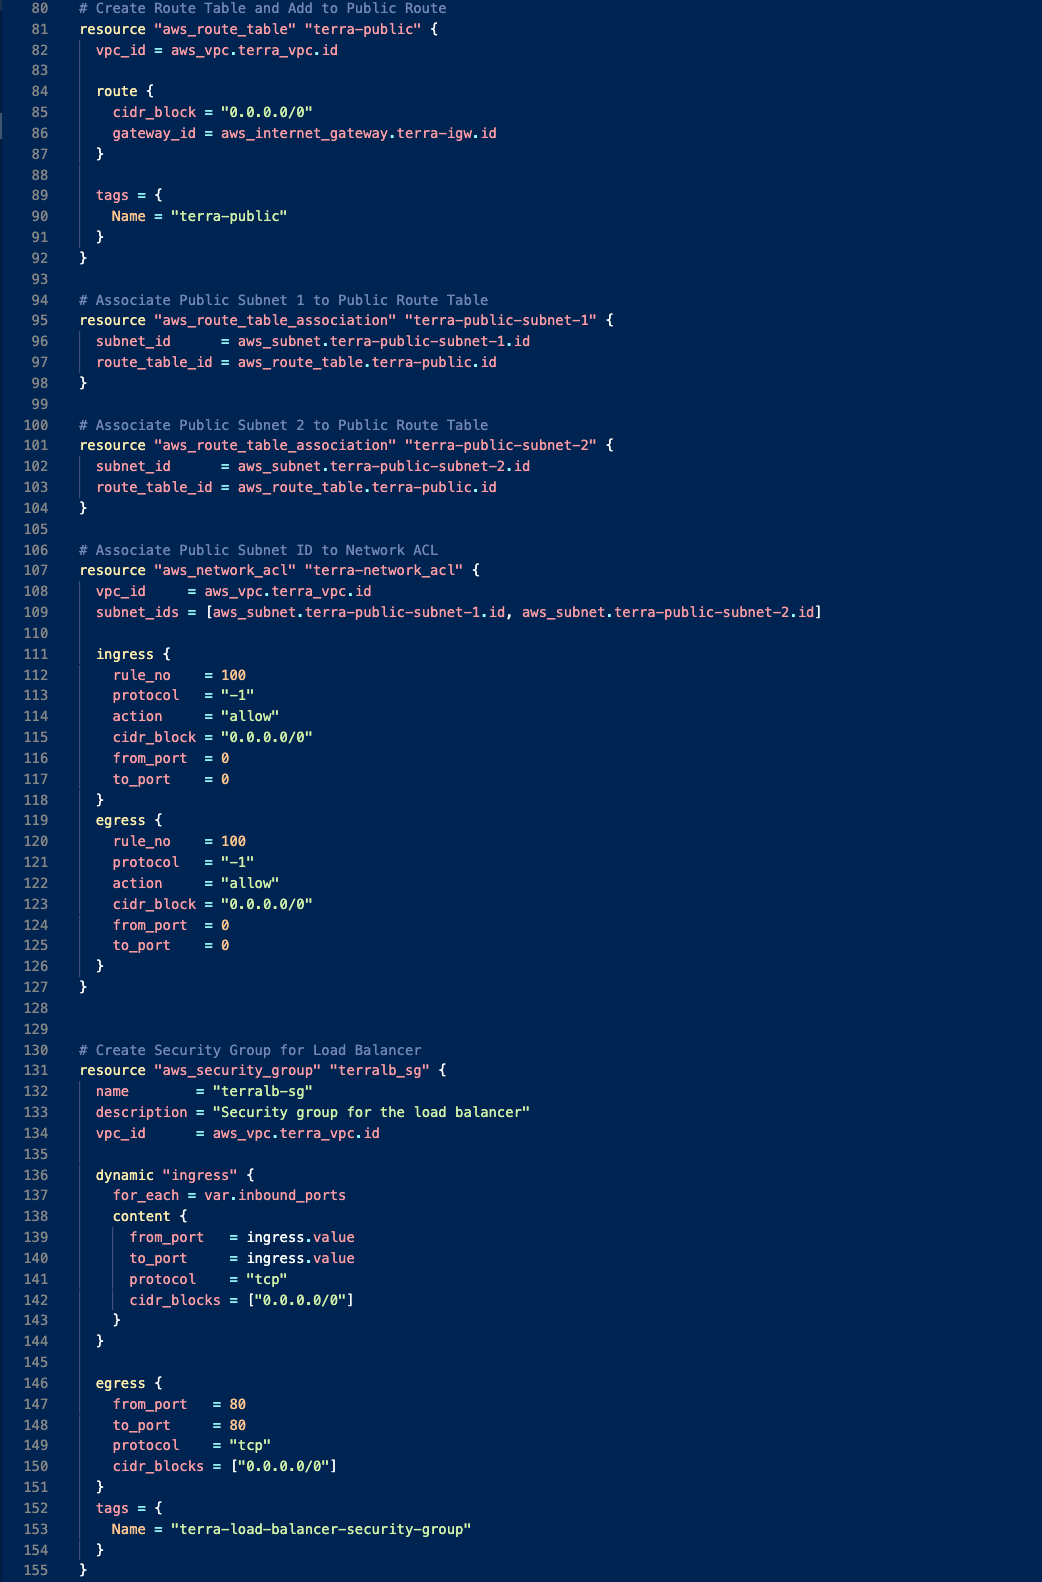 80 # Create Route Table and Add to Public Route
81 resource "aws_route_table" "terra-public" {
82   vpc_id = aws_vpc.terra_vpc.id
83
84   route {
85     cidr_block = "0.0.0.0/0"
86     gateway_id = aws_internet_gateway.terra-igw.id
87   }
88
89   tags = {
90     Name = "terra-public"
91   }
92 }
93
94 # Associate Public Subnet 1 to Public Route Table
95 resource "aws_route_table_association" "terra-public-subnet-1" {
96   subnet_id      = aws_subnet.terra-public-subnet-1.id
97   route_table_id = aws_route_table.terra-public.id
98 }
99
100 # Associate Public Subnet 2 to Public Route Table
101 resource "aws_route_table_association" "terra-public-subnet-2" {
102   subnet_id      = aws_subnet.terra-public-subnet-2.id
103   route_table_id = aws_route_table.terra-public.id
104 }
105
106 # Associate Public Subnet ID to Network ACL
107 resource "aws_network_acl" "terra-network_acl" {
108   vpc_id     = aws_vpc.terra_vpc.id
109   subnet_ids = [aws_subnet.terra-public-subnet-1.id, aws_subnet.terra-public-subnet-2.id]
110
111   ingress {
112     rule_no    = 100
113     protocol   = "-1"
114     action     = "allow"
115     cidr_block = "0.0.0.0/0"
116     from_port  = 0
117     to_port    = 0
118   }
119   egress {
120     rule_no    = 100
121     protocol   = "-1"
122     action     = "allow"
123     cidr_block = "0.0.0.0/0"
124     from_port  = 0
125     to_port    = 0
126   }
127 }
128
129
130 # Create Security Group for Load Balancer
131 resource "aws_security_group" "terralb_sg" {
132   name        = "terralb-sg"
133   description = "Security group for the load balancer"
134   vpc_id      = aws_vpc.terra_vpc.id
135
136   dynamic "ingress" {
137     for_each = var.inbound_ports
138     content {
139       from_port   = ingress.value
140       to_port     = ingress.value
141       protocol    = "tcp"
142       cidr_blocks = ["0.0.0.0/0"]
143     }
144   }
145
146   egress {
147     from_port   = 80
148     to_port     = 80
149     protocol    = "tcp"
150     cidr_blocks = ["0.0.0.0/0"]
151   }
152   tags = {
153     Name = "terra-load-balancer-security-group"
154   }
155 }